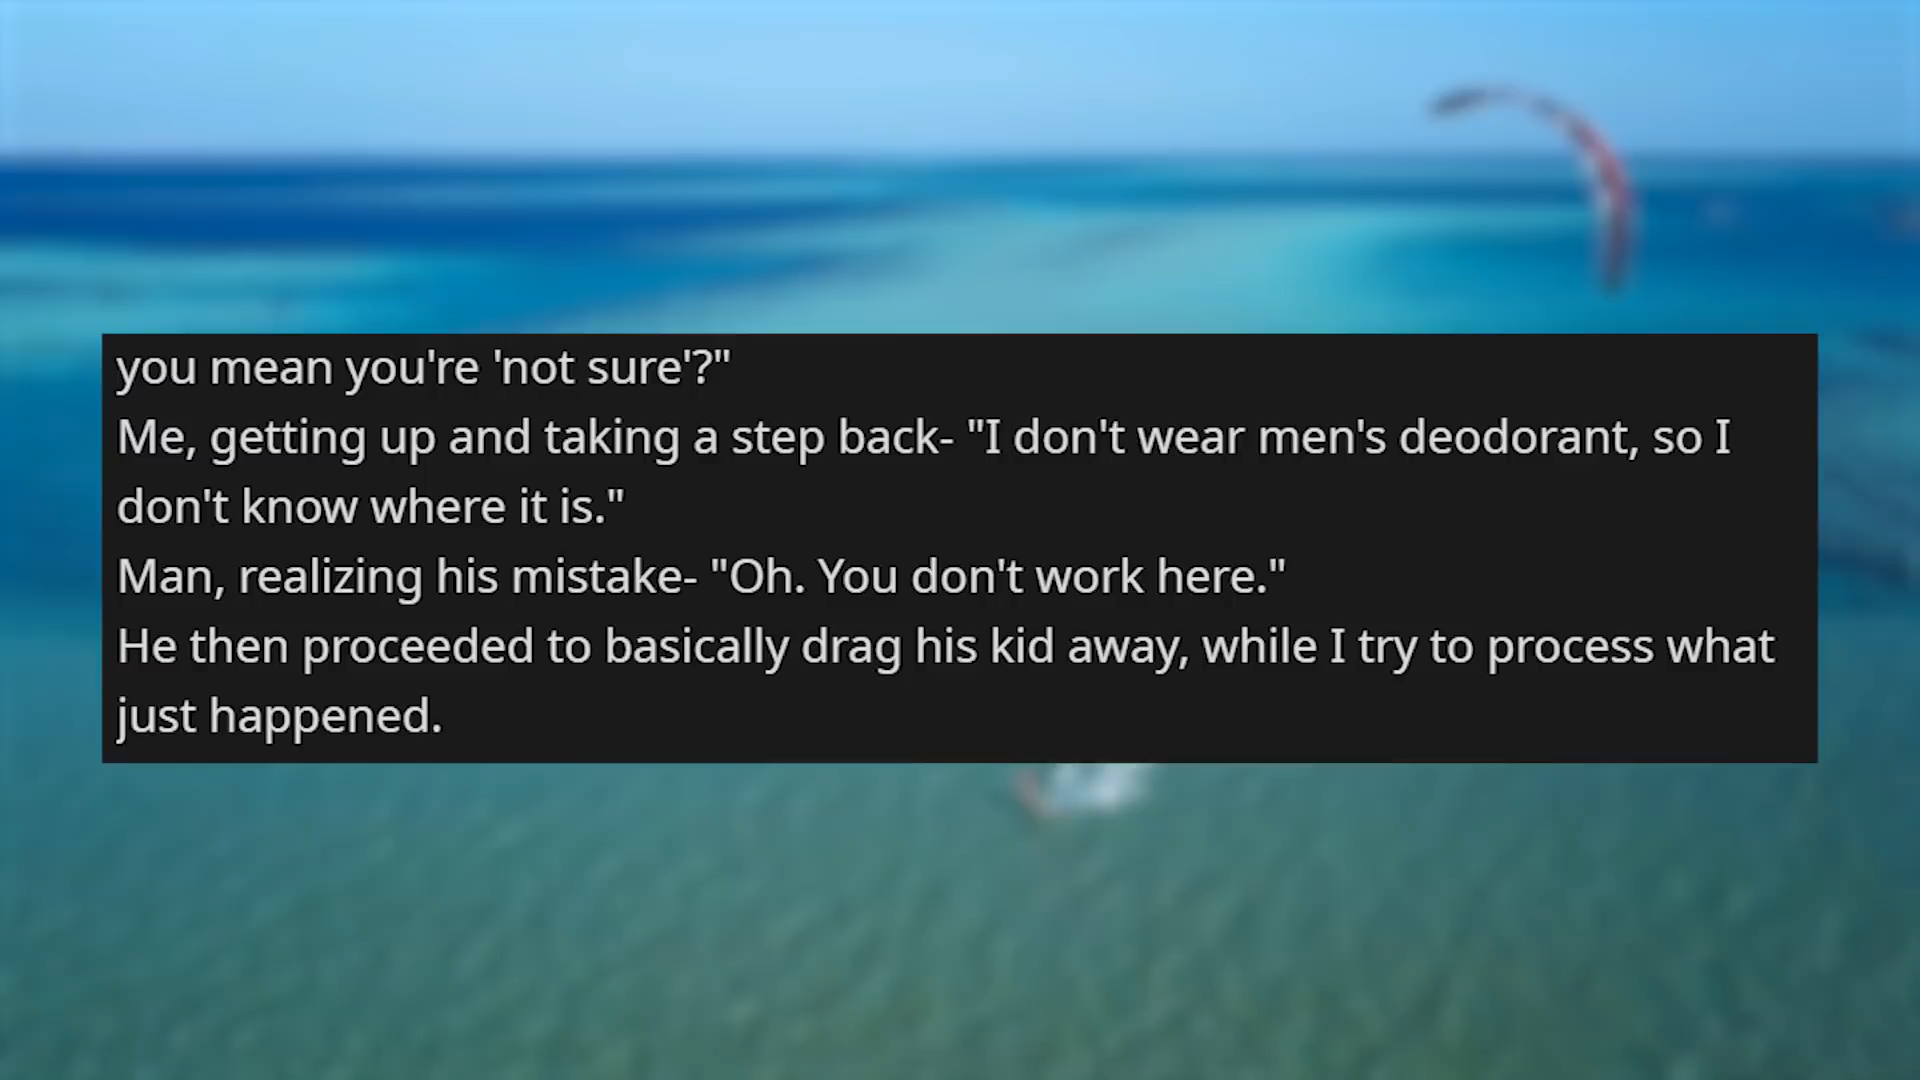 you mean you're 'not sure'?"
Me, getting up and taking a step back- "I don't wear men's deodorant, so I
don't know where it is."
Man, realizing his mistake- "Oh. You don't work here."
He then proceeded to basically drag his kid away, while I try to process what
just happened.